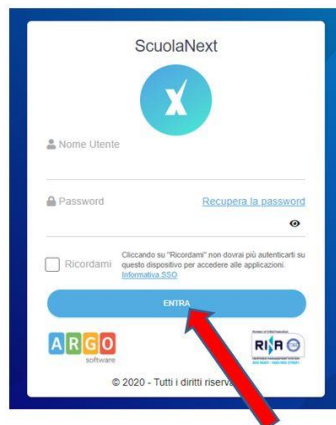 ScuolaNext
Nome Utente
Password Recupera la password
Ricordami
Cliccando su "Ricordami" non dovrai più autenticarti su
questo dispositivo per accedere alle applicazioni.
Informativa SSO
ENTRA
ARGO
software
RINA
© 2020 - Tutti i diritti